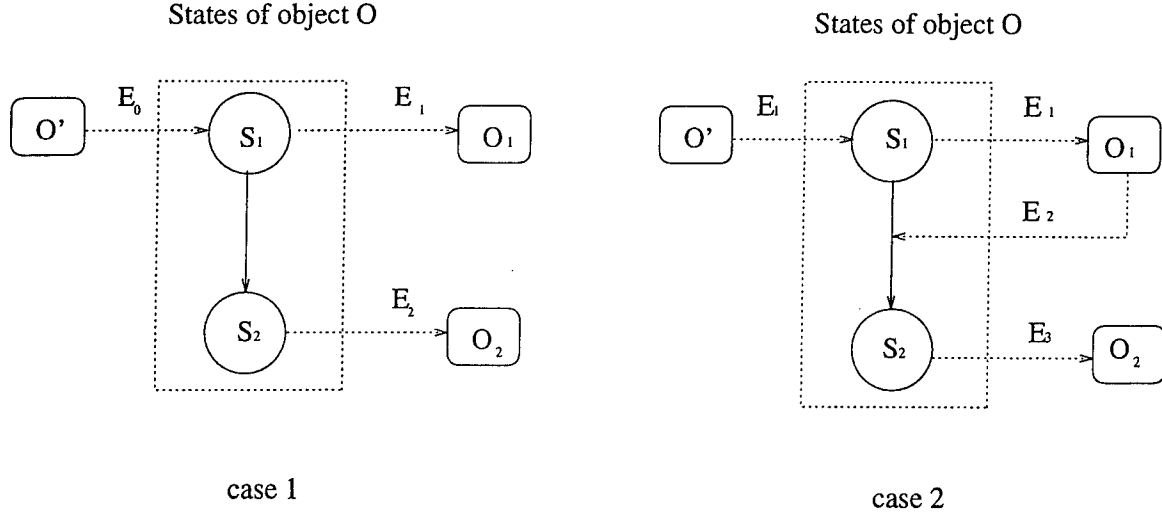 States of object O
E₀
E₁
O'
S₁
O₁
E₂
S₂
O₂
case 1
States of object O
E₁
E₁
O'
S₁
O₁
E₂
E₃
S₂
O₂
case 2